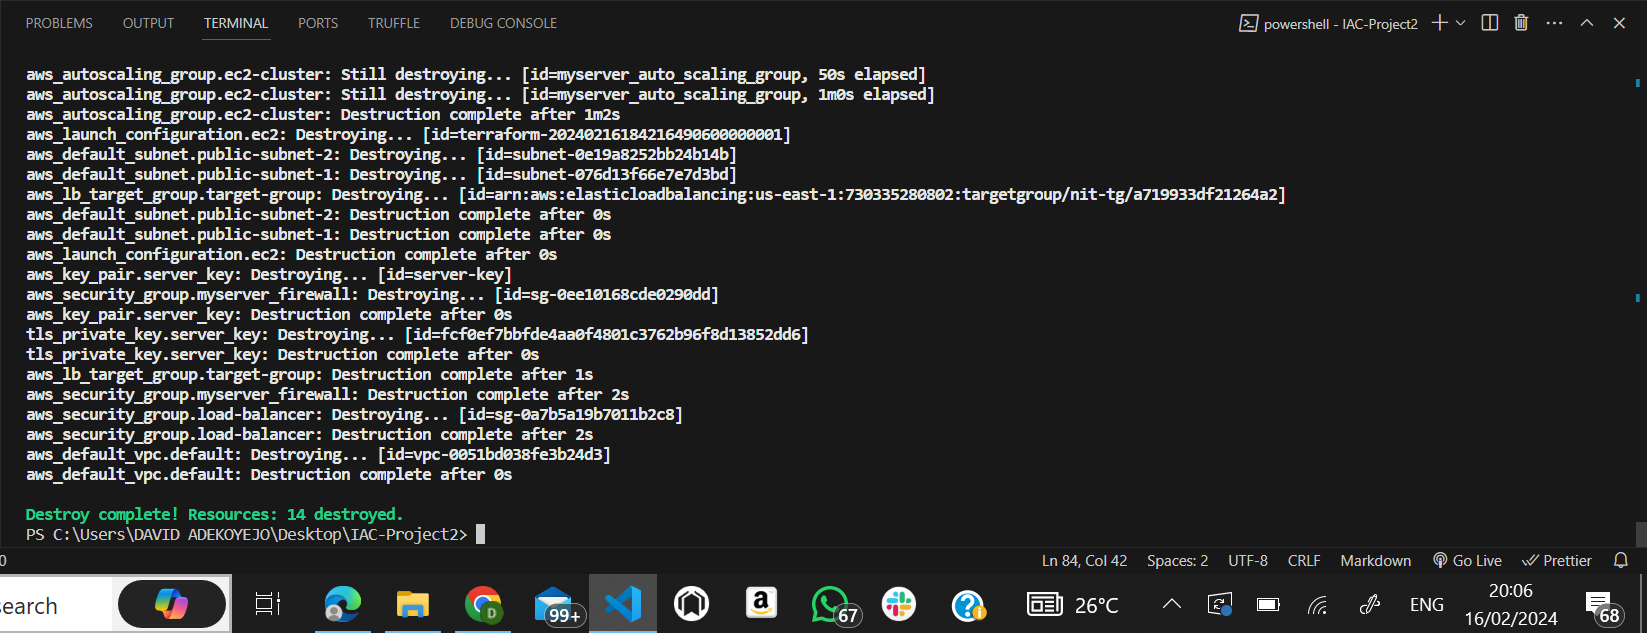 PROBLEMS OUTPUT TERMINAL PORTS TRUFFLE DEBUG CONSOLE powershell - IAC-Project2
aws_autoscaling_group.ec2-cluster: Still destroying... [id=myserver_auto_scaling_group, 50s elapsed]
aws_autoscaling_group.ec2-cluster: Still destroying... [id=myserver_auto_scaling_group, 1m0s elapsed]
aws_autoscaling_group.ec2-cluster: Destruction complete after 1m2s
aws_launch_configuration.ec2: Destroying... [id=terraform-20240216184216490600000001]
aws_default_subnet.public-subnet-2: Destroying... [id=subnet-0e19a8252bb24b14b]
aws_default_subnet.public-subnet-1: Destroying... [id=subnet-076d13f66e7e7d3bd]
aws_lb_target_group.target-group: Destroying... [id=arn:aws:elasticloadbalancing:us-east-1:730335280802:targetgroup/nit-tg/a719933df21264a2]
aws_default_subnet.public-subnet-2: Destruction complete after 0s
aws_default_subnet.public-subnet-1: Destruction complete after 0s
aws_launch_configuration.ec2: Destruction complete after 0s
aws_key_pair.server_key: Destroying... [id=server-key]
aws_security_group.myserver_firewall: Destroying... [id=sg-0ee10168cde0290dd]
aws_key_pair.server_key: Destruction complete after 0s
tls_private_key.server_key: Destroying... [id=fcf0ef7bbfde4aa0f4801c3762b96f8d13852dd6]
tls_private_key.server_key: Destruction complete after 0s
aws_lb_target_group.target-group: Destruction complete after 1s
aws_security_group.myserver_firewall: Destruction complete after 2s
aws_security_group.load-balancer: Destroying... [id=sg-0a7b5a19b7011b2c8]
aws_security_group.load-balancer: Destruction complete after 2s
aws_default_vpc.default: Destroying... [id=vpc-0051bd038fe3b24d3]
aws_default_vpc.default: Destruction complete after 0s
Destroy complete! Resources: 14 destroyed.
PS C:\Users\DAVID ADEKOYEJO\Desktop\IAC-Project2>
0 Ln 84, Col 42 Spaces: 2 UTF-8 CRLF Markdown Go Live Prettier
earch D 99+ a 67 26°C ENG 20:06
16/02/2024 68